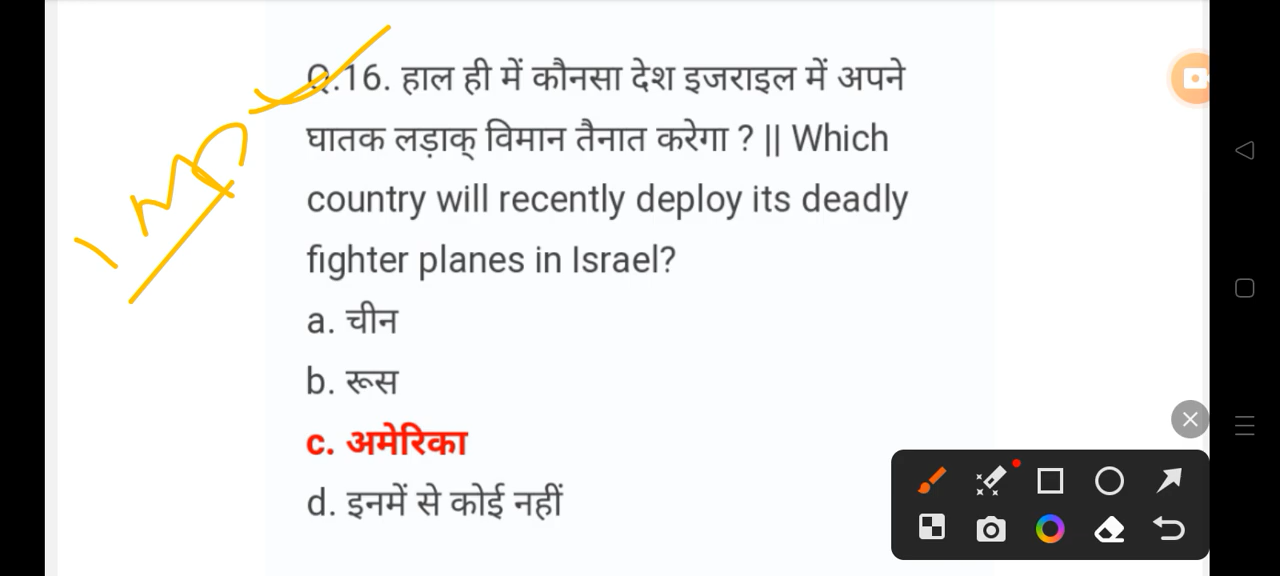 IMP
Q.16. हाल ही में कौनसा देश इजराइल में अपने
घातक लड़ाक् विमान तैनात करेगा ? || Which
country will recently deploy its deadly
fighter planes in Israel?
a. चीन
b. रूस
c. अमेरिका
d. इनमें से कोई नहीं